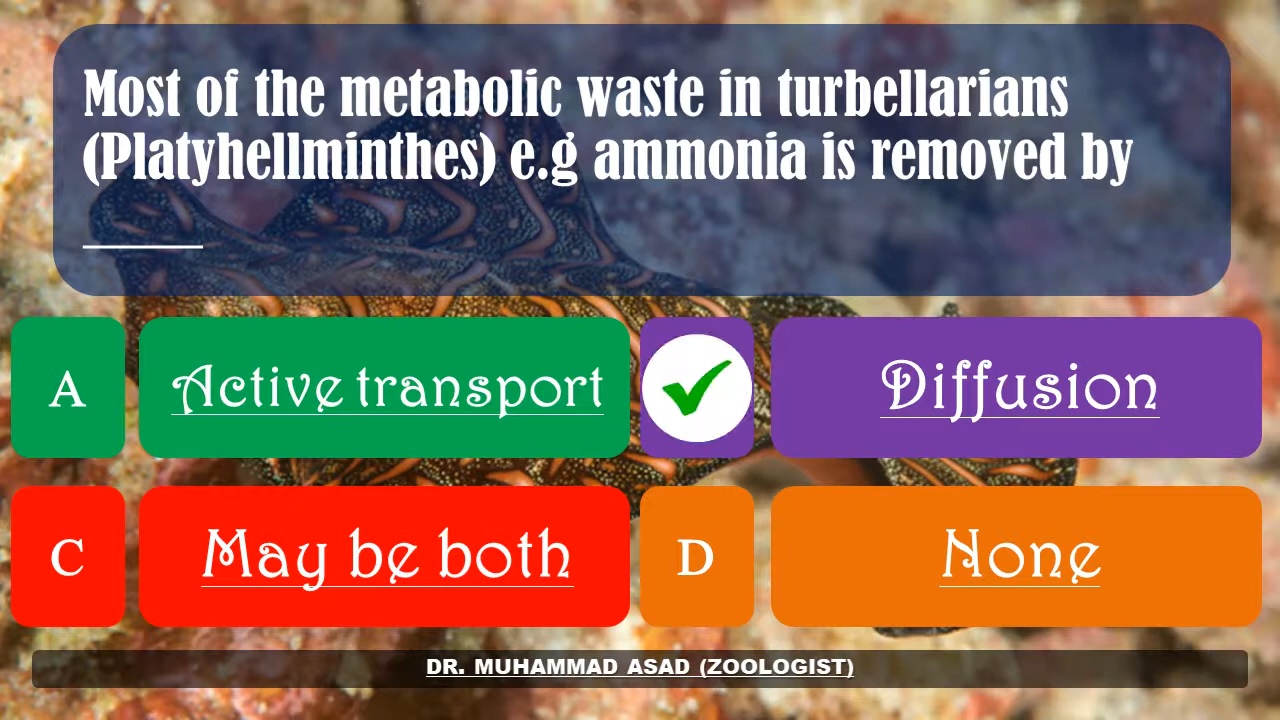 Most of the metabolic waste in turbellarians
(Platyhellminthes) e.g ammonia is removed by
______
A
Active transport
Diffusion
C
May be both
D
None
DR. MUHAMMAD ASAD (ZOOLOGIST)